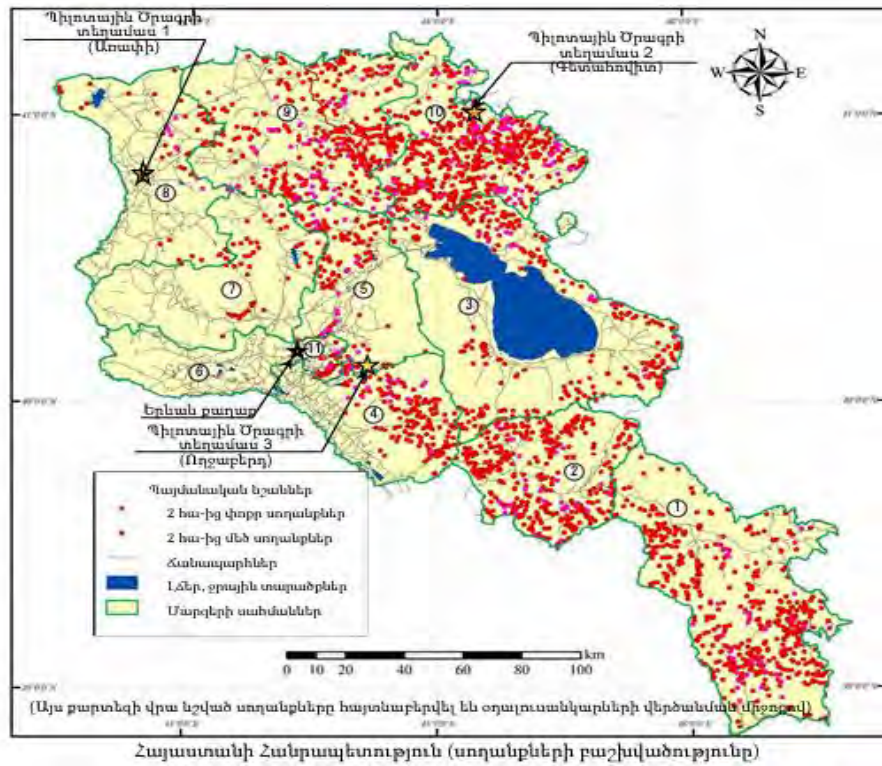 Պիլոտային Ծրագրի
տեղամաս 1
(Առափի)
Պիլոտային Ծրագրի
տեղամաս 2
(Գետահովիտ)
N
W E
S
9
10
8
7
5
3
11
6
4
2
1
Երևան քաղաք
Պիլոտային Ծրագրի
տեղամաս 3
(Ողջաբերդ)
Պայմանական նշաններ
2 հա-ից փոքր սողանքներ
2 հա-ից մեծ սողանքներ
Ճանապարհներ
Լճեր, ջրային տարածքներ
Մարզերի սահմաններ
km
0 10 20 40 60 80 100
(Այս քարտեզի վրա նշված սողանքները հայտնաբերվել են օդալուսանկարների վերծանման միջոցով)
Հայաստանի Հանրապետություն (սողանքների բաշխվածությունը)